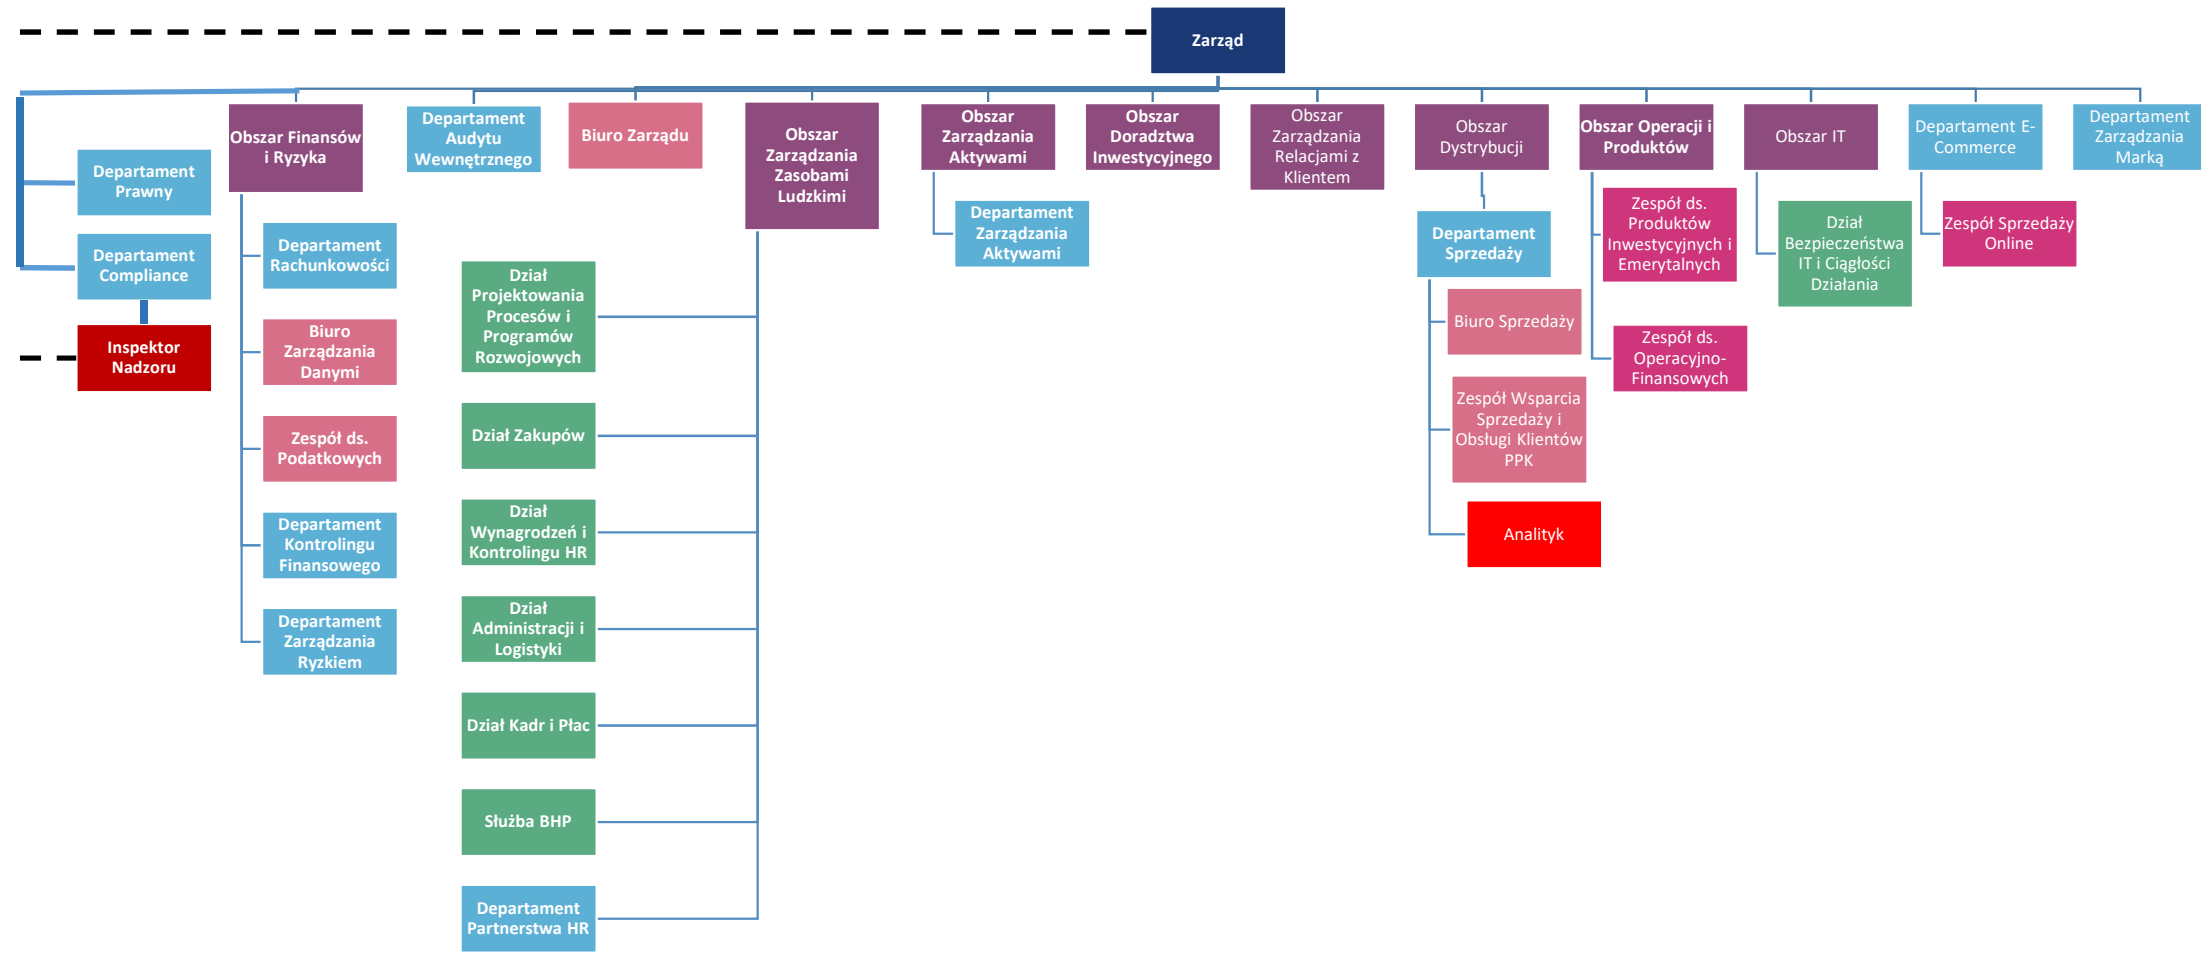 Zarząd
Departament
Prawny
Departament
Compliance
Inspektor
Nadzoru
Obszar Finansów
i Ryzyka
Departament
Rachunkowości
Biuro
Zarządzania
Danymi
Zespół ds.
Podatkowych
Departament
Kontrolingu
Finansowego
Departament
Zarządzania
Ryzkiem
Departament
Audytu
Wewnętrznego
Biuro Zarządu
Obszar
Zarządzania
Zasobami
Ludzkimi
Dział
Projektowania
Procesów i
Programów
Rozwojowych
Dział Zakupów
Dział
Wynagrodzeń i
Kontrolingu HR
Dział
Administracji i
Logistyki
Dział Kadr i Płac
Służba BHP
Departament
Partnerstwa HR
Obszar
Zarządzania
Aktywami
Departament
Zarządzania
Aktywami
Obszar
Doradztwa
Inwestycyjnego
Obszar
Zarządzania
Relacjami z
Klientem
Obszar
Dystrybucji
Departament
Sprzedaży
Biuro Sprzedaży
Zespół Wsparcia
Sprzedaży i
Obsługi Klientów
PPK
Analityk
Obszar Operacji i
Produktów
Zespół ds.
Produktów
Inwestycyjnych i
Emerytalnych
Zespół ds.
Operacyjno-
Finansowych
Obszar IT
Dział
Bezpieczeństwa
IT i Ciągłości
Działania
Departament E-
Commerce
Zespół Sprzedaży
Online
Departament
Zarządzania
Marką